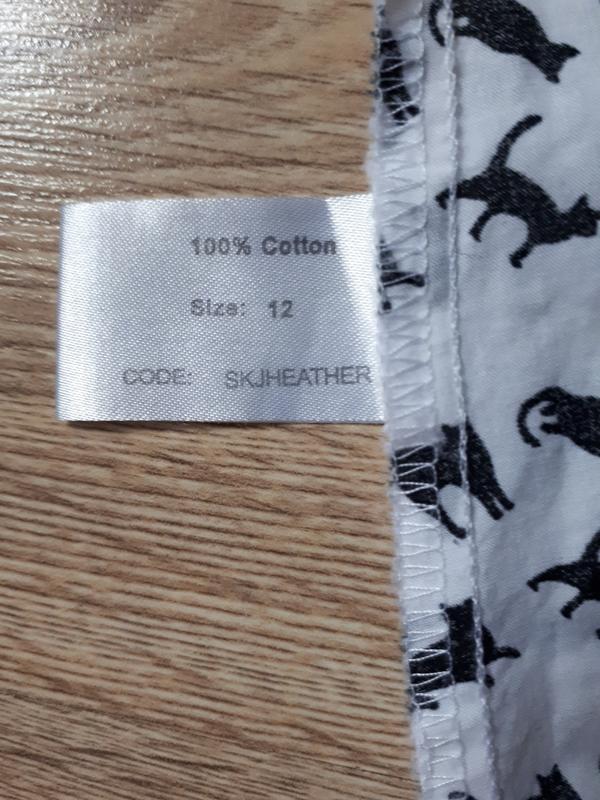 100% Cotton
Size: 12
CODE: SKJHEATHER